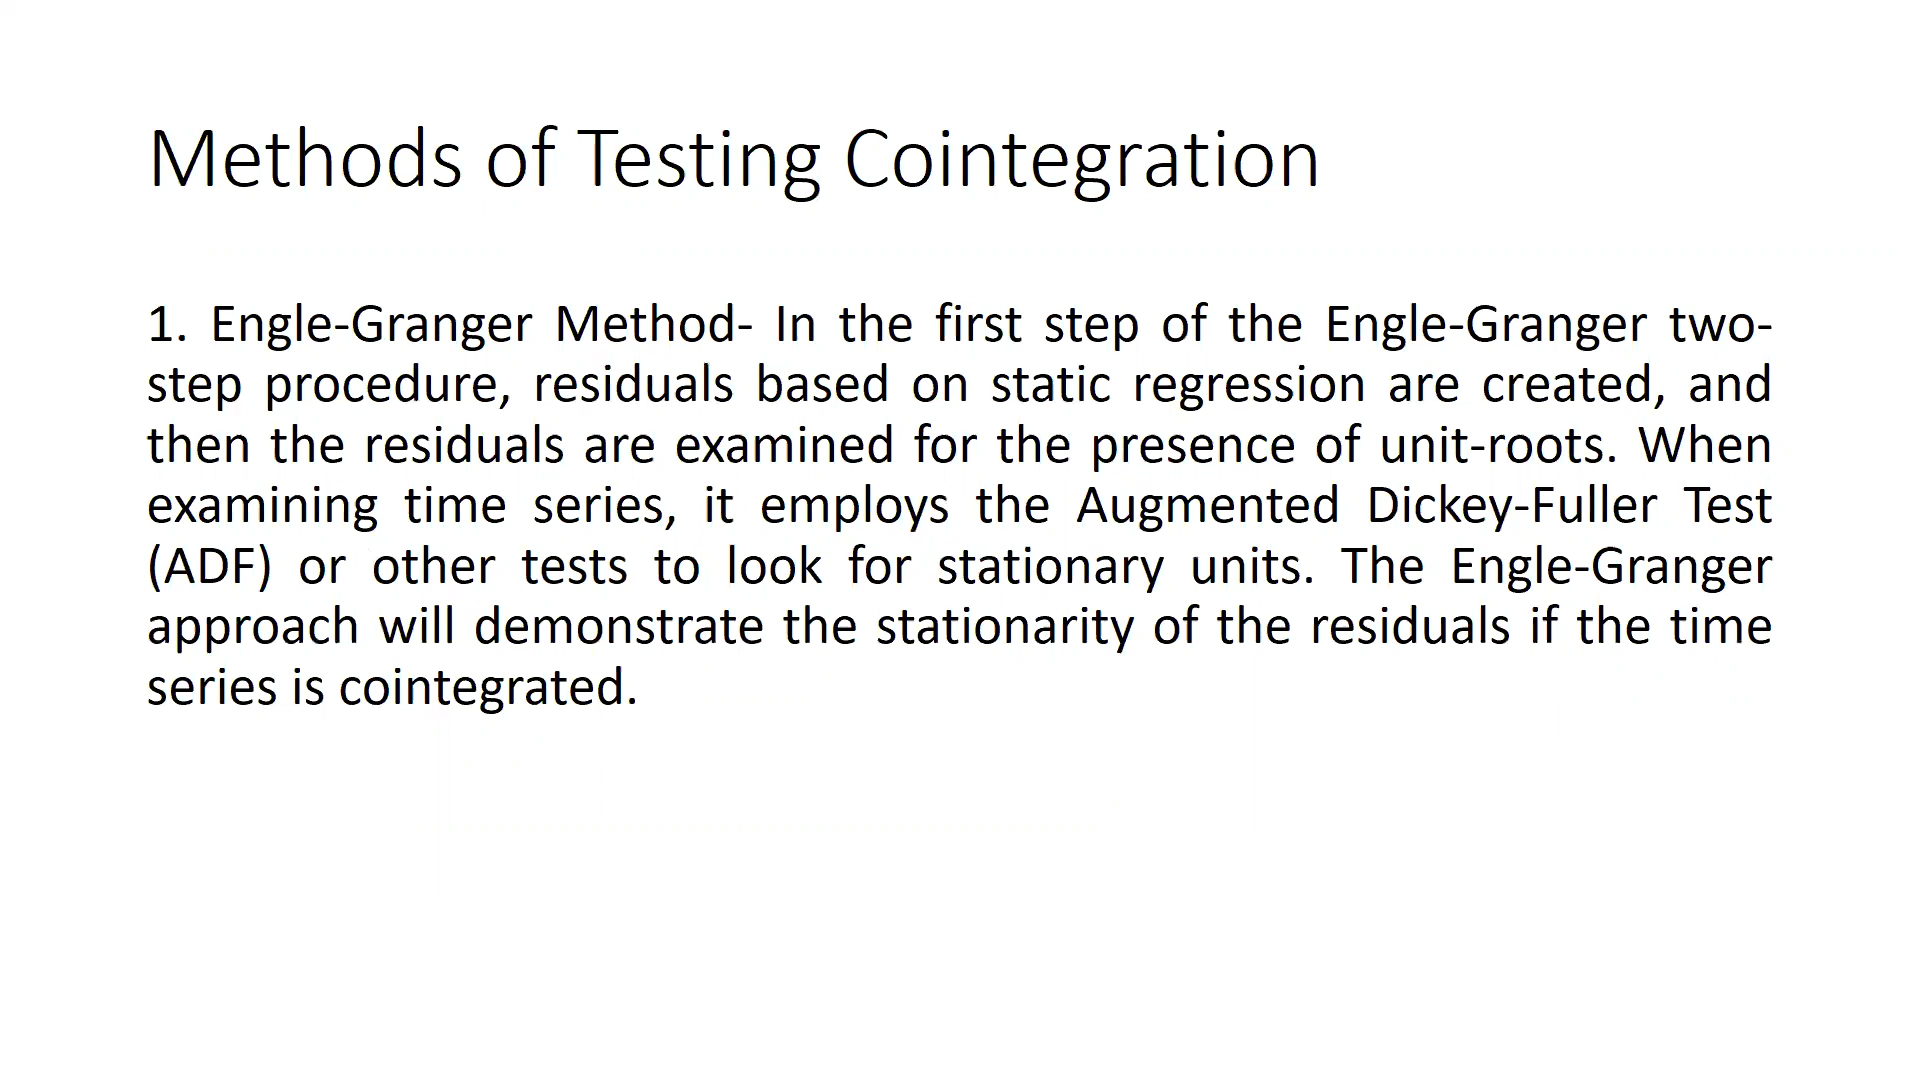 Methods of Testing Cointegration
1. Engle-Granger Method- In the first step of the Engle-Granger two-
step procedure, residuals based on static regression are created, and
then the residuals are examined for the presence of unit-roots. When
examining time series, it employs the Augmented Dickey-Fuller Test
(ADF) or other tests to look for stationary units. The Engle-Granger
approach will demonstrate the stationarity of the residuals if the time
series is cointegrated.